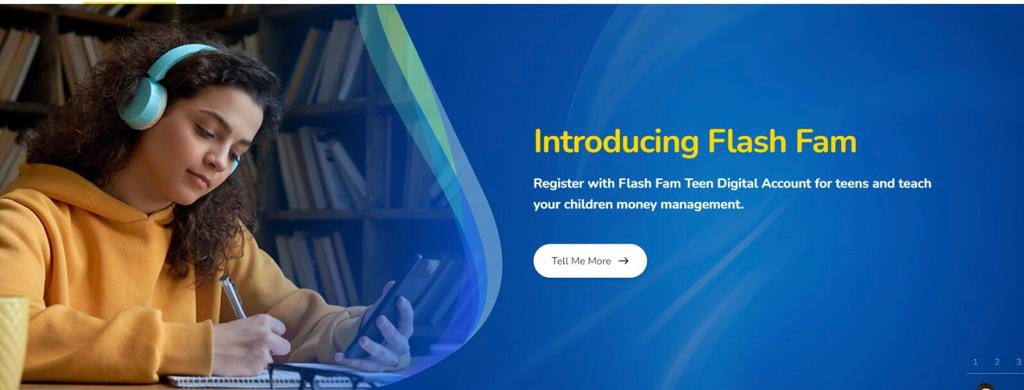 Introducing Flash Fam
Register with Flash Fam Teen Digital Account for teens and teach
your children money management.
Tell Me More
1 2 3